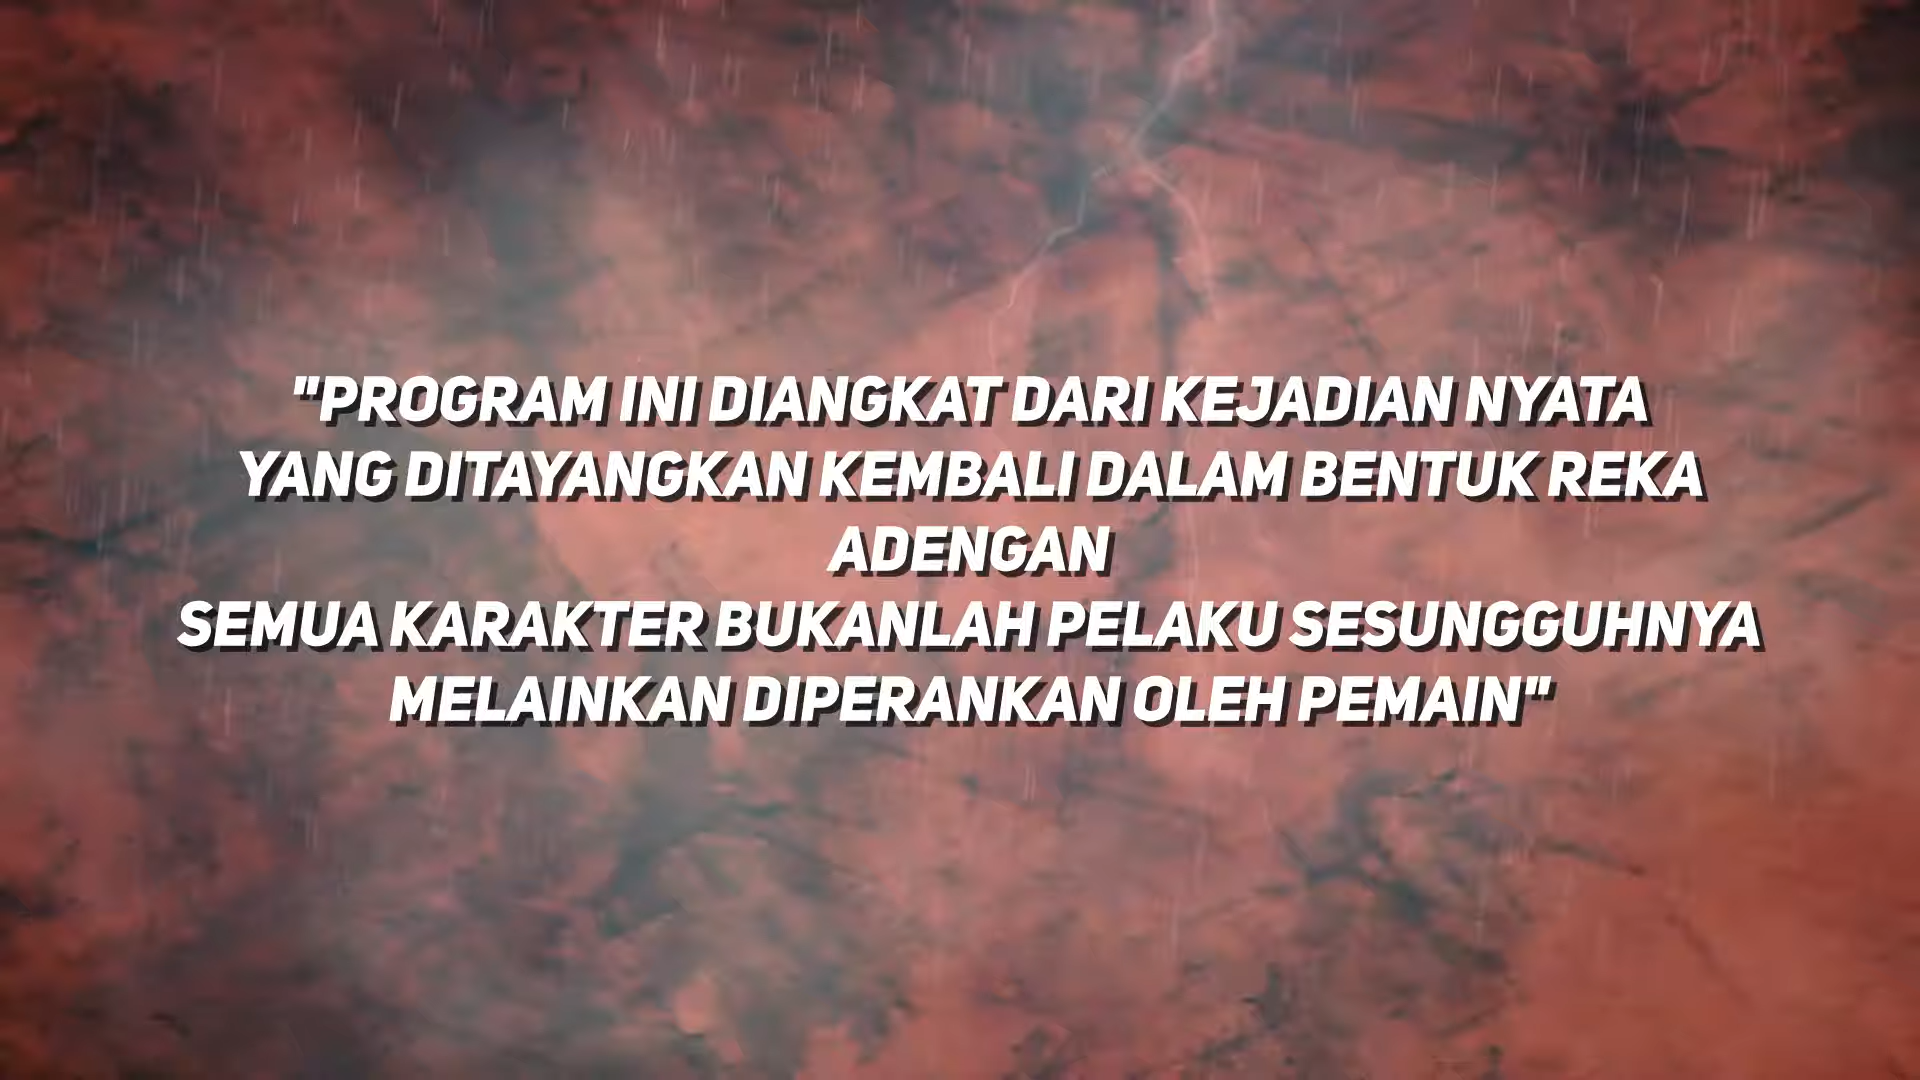 "PROGRAM INI DIANGKAT DARI KEJADIAN NYATA
YANG DITAYANGKAN KEMBALI DALAM BENTUK REKA
ADENGAN
SEMUA KARAKTER BUKANLAH PELAKU SESUNGGUHNYA
MELAINKAN DIPERANKAN OLEH PEMAIN"